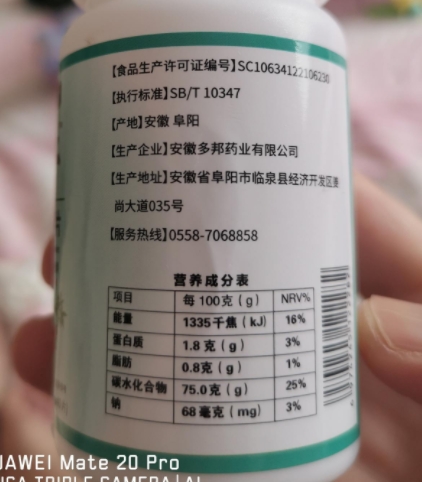 【食品生产许可证编号】SC10634122106230
【执行标准】SB/T 10347
【产地】安徽 阜阳
【生产企业】安徽多邦药业有限公司
【生产地址】安徽省阜阳市临泉县经济开发区姜
尚大道035号
【服务热线】0558-7068858
营养成分表
项目 每100克(g) NRV%
能量 1335千焦(kJ) 16%
蛋白质 1.8克(g) 3%
脂肪 0.8克(g) 1%
碳水化合物 75.0克(g) 25%
钠 68毫克(mg) 3%
UAWEI Mate 20 Pro
ICA TRIPLE CAMERA | AI